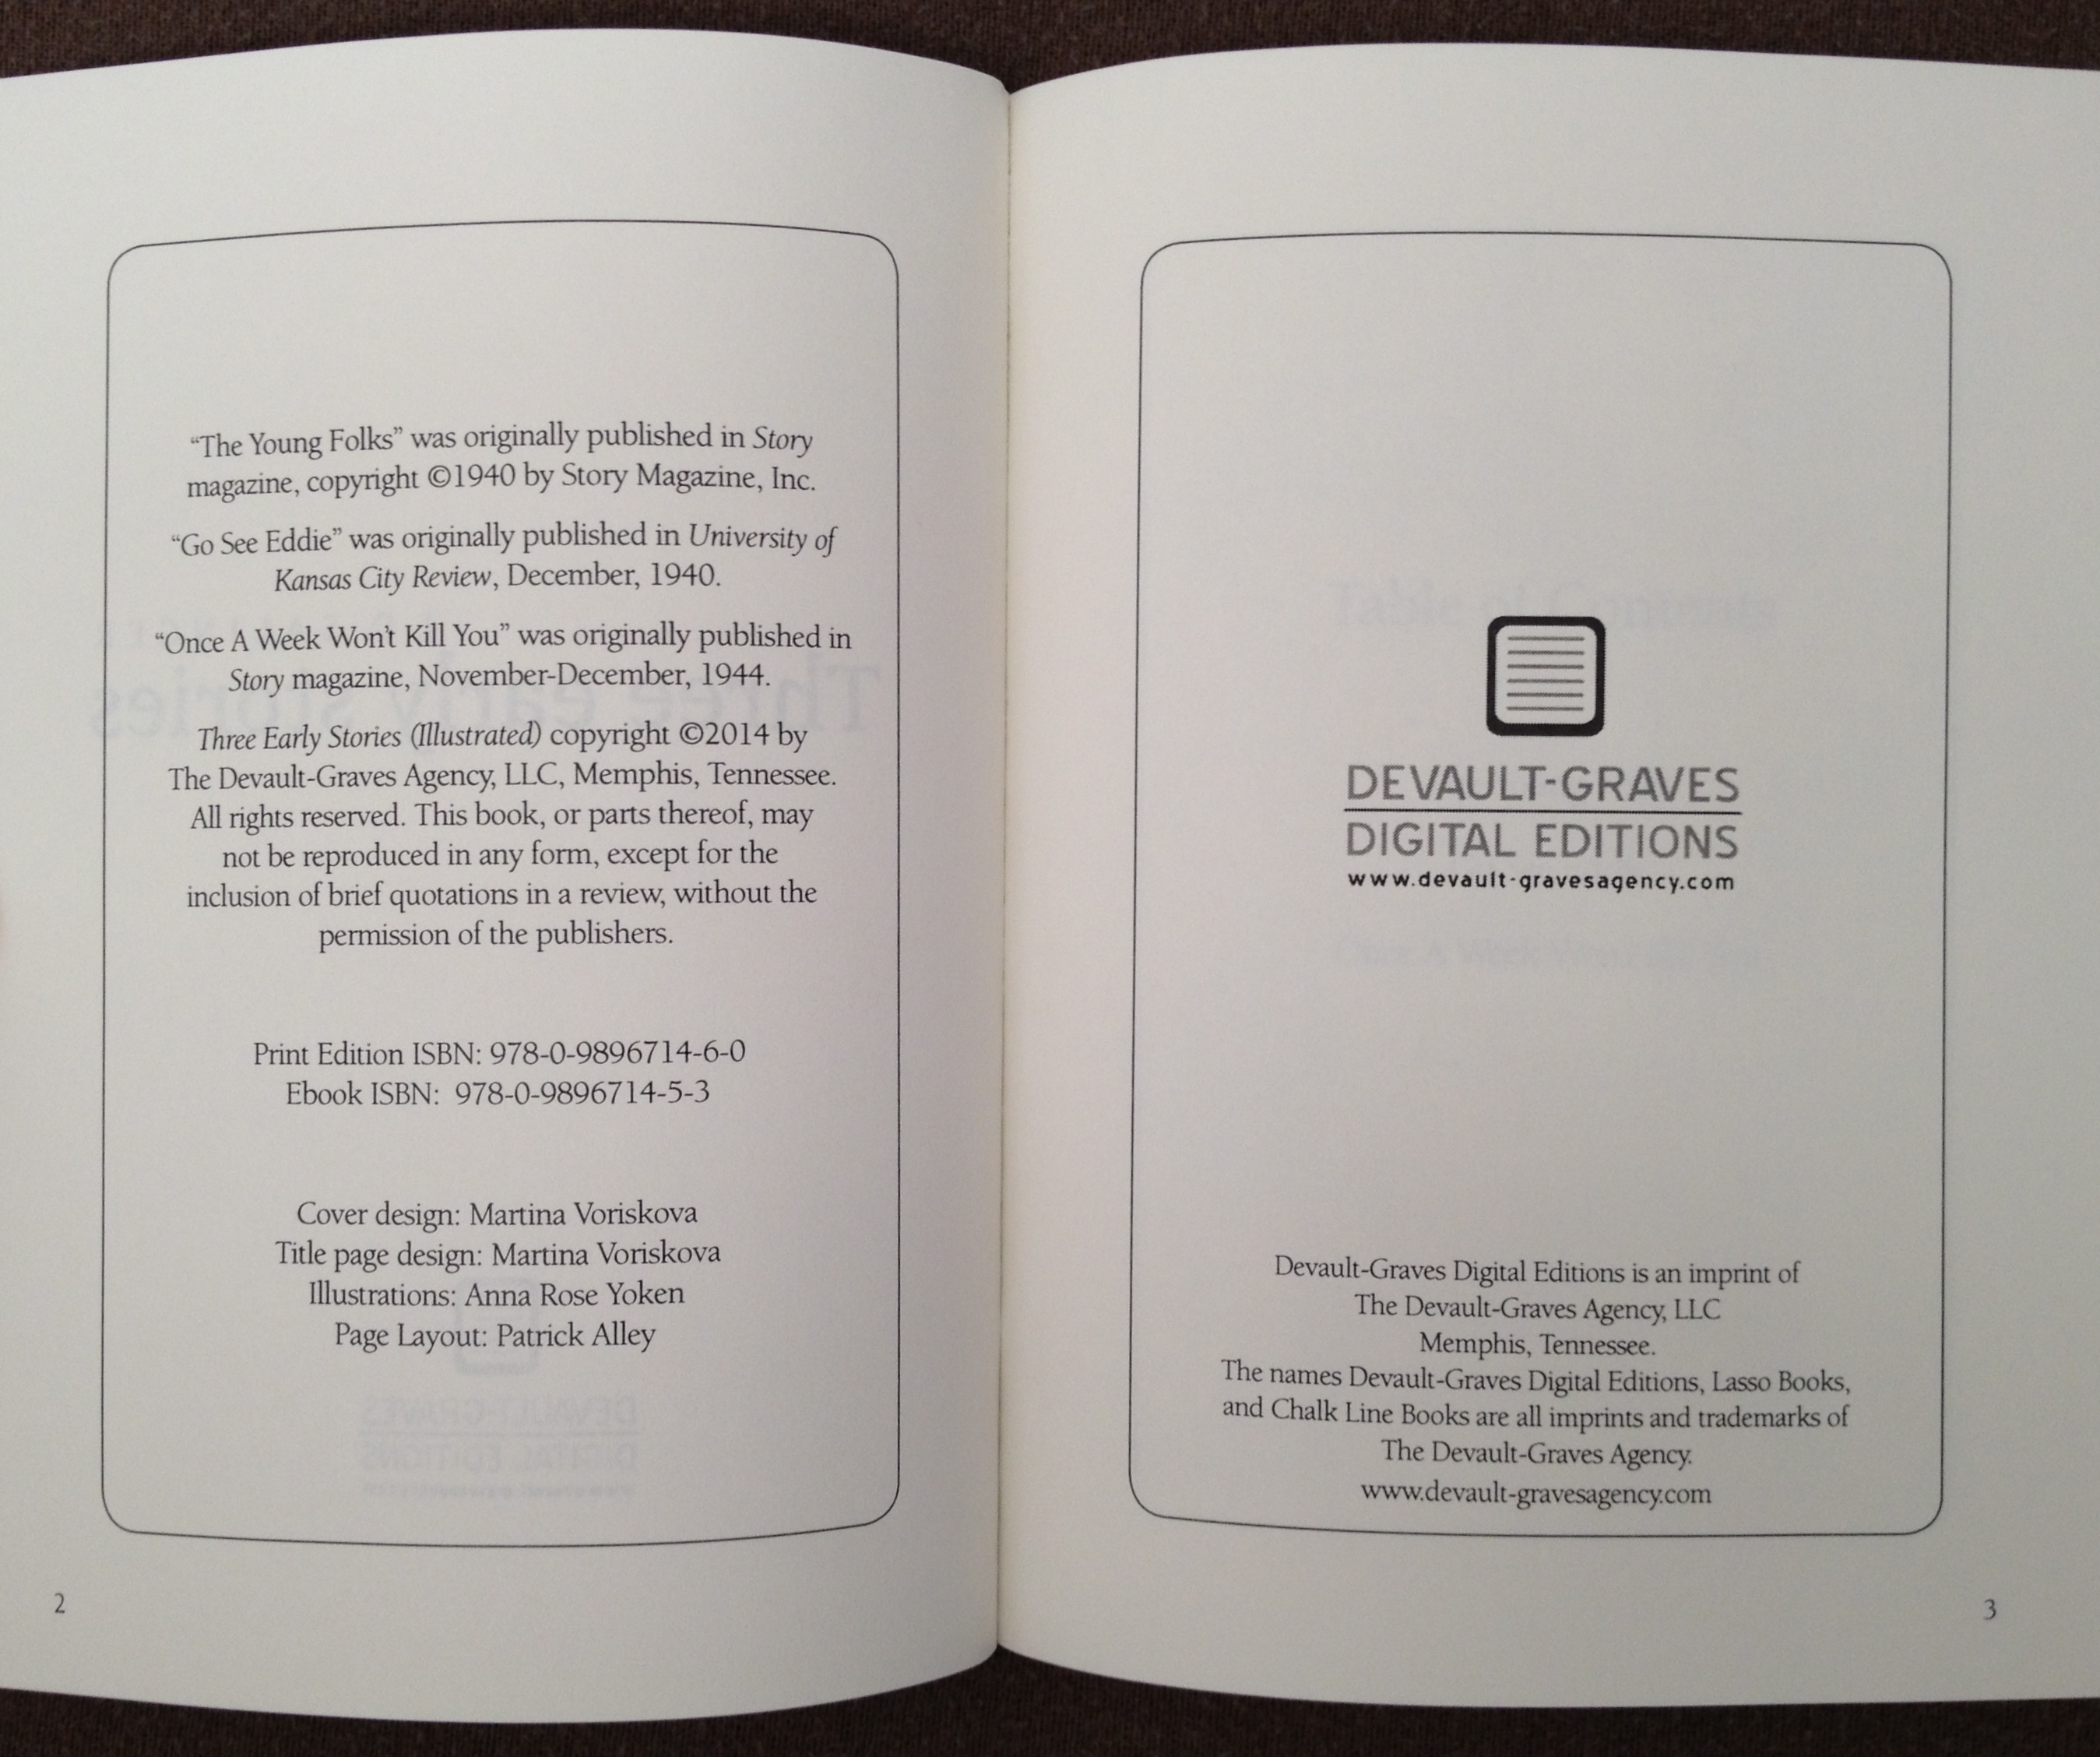 “The Young Folks” was originally published in Story
magazine, copyright ©1940 by Story Magazine, Inc.
“Go See Eddie” was originally published in University of
Kansas City Review, December, 1940.
“Once A Week Won't Kill You” was originally published in
Story magazine, November-December, 1944.
Three Early Stories (Illustrated) copyright ©2014 by
The Devault-Graves Agency, LLC, Memphis, Tennessee.
All rights reserved. This book, or parts thereof, may
not be reproduced in any form, except for the
inclusion of brief quotations in a review, without the
permission of the publishers.
Print Edition ISBN: 978-0-9896714-6-0
Ebook ISBN: 978-0-9896714-5-3
Cover design: Martina Voriskova
Title page design: Martina Voriskova
Illustrations: Anna Rose Yoken
Page Layout: Patrick Alley
2
DEVAULT-GRAVES
DIGITAL EDITIONS
www.devault-gravesagency.com
Devault-Graves Digital Editions is an imprint of
The Devault-Graves Agency, LLC
Memphis, Tennessee.
The names Devault-Graves Digital Editions, Lasso Books,
and Chalk Line Books are all imprints and trademarks of
The Devault-Graves Agency.
www.devault-gravesagency.com
3